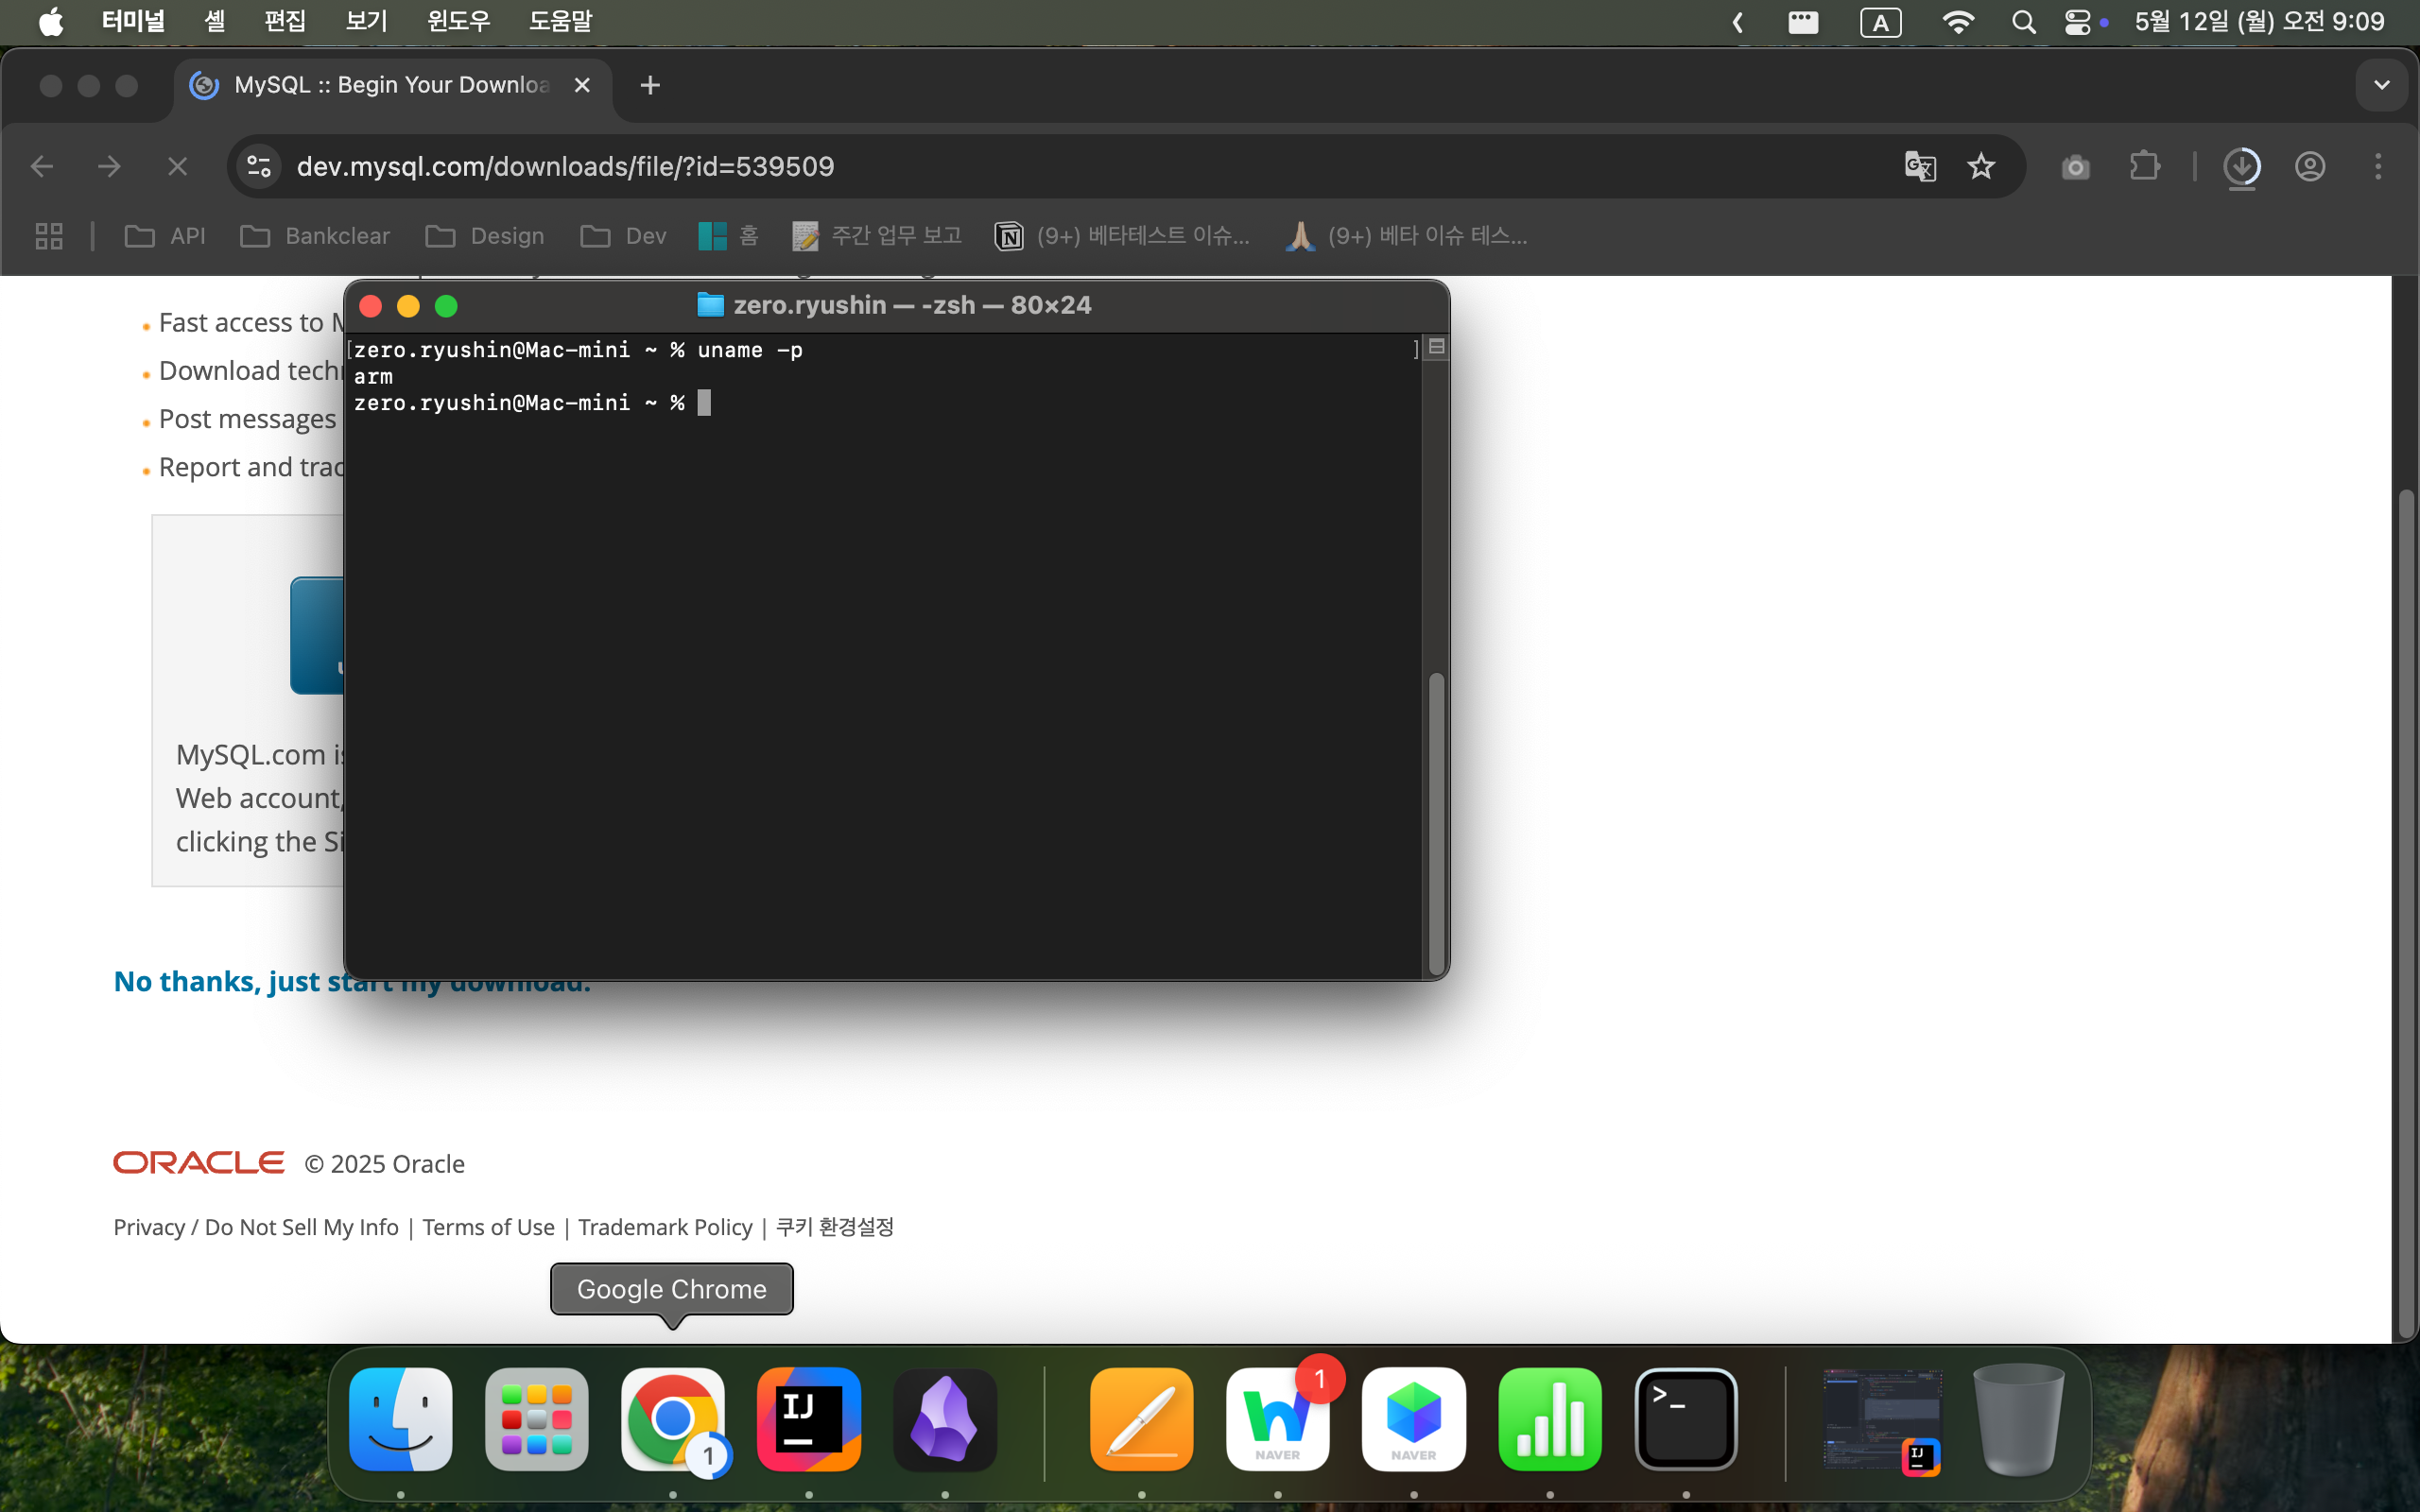 터미널 셸 편집 보기 윈도우 도움말 A 5월 12일 (월) 오전 9:09
MySQL :: Begin Your Downloa
dev.mysql.com/downloads/file/?id=539509
API Bankclear Design Dev 홈 주간 업무 보고 (9+) 베타테스트 이슈... (9+) 베타 이슈 테스...
Fast access to M
Download techn
Post messages
Report and trac
MySQL.com is
Web account,
clicking the Si
zero.ryushin — -zsh — 80×24
[zero.ryushin@Mac-mini ~ % uname -p ]
arm
zero.ryushin@Mac-mini ~ %
No thanks, just start my download.
ORACLE © 2025 Oracle
Privacy / Do Not Sell My Info | Terms of Use | Trademark Policy | 쿠키 환경설정
Google Chrome
1 IJ NAVER 1 NAVER >_ IJ